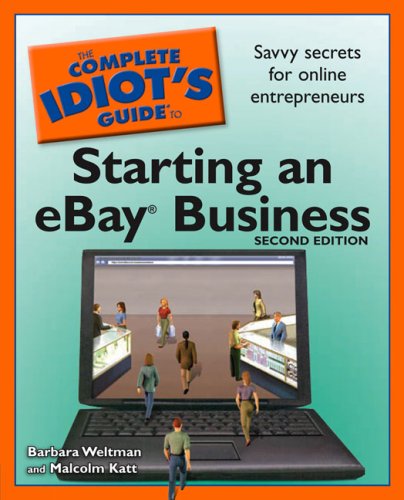 THE
COMPLETE
IDIOT'S
GUIDE TO
Savvy secrets
for online
entrepreneurs
Starting an
eBay® Business
SECOND EDITION
Barbara Weltman
and Malcolm Katt